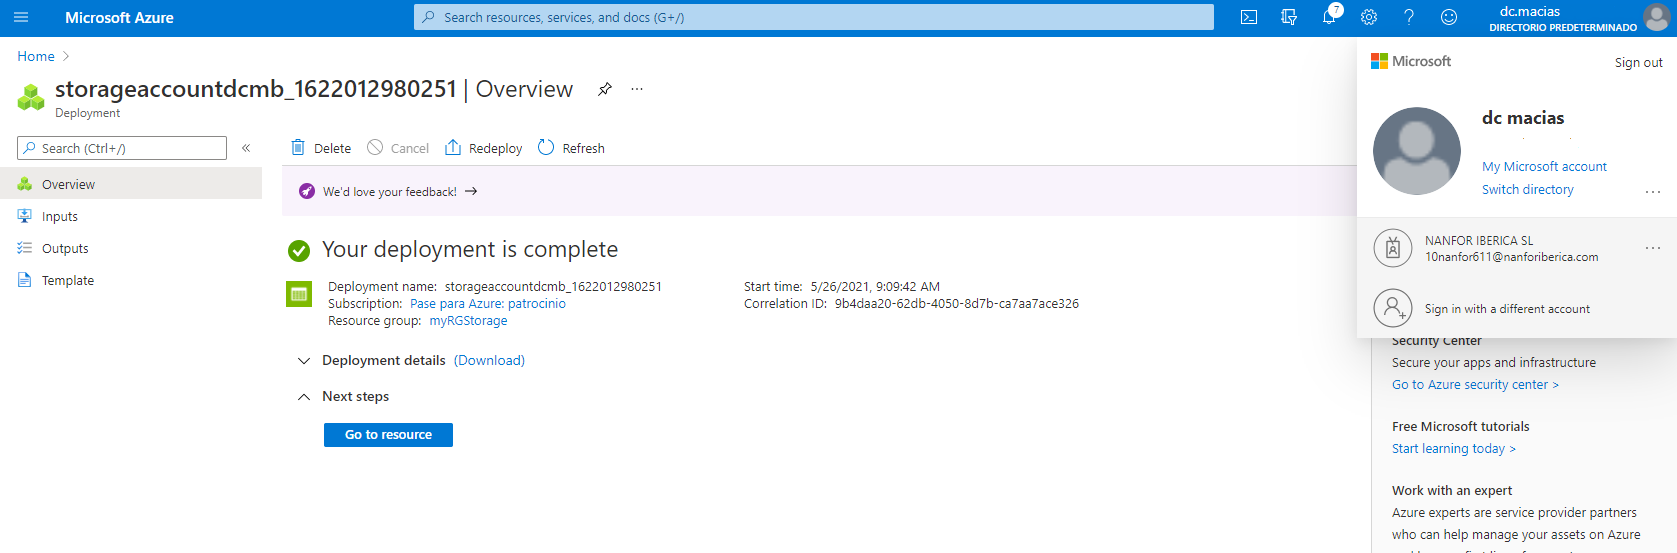 Microsoft Azure
Search resources, services, and docs (G+/)
7
dc.macias
DIRECTORIO PREDETERMINADO
Home >
storageaccountdcmb_1622012980251 | Overview ...
Deployment
Search (Ctrl+/) «
Overview
Inputs
Outputs
Template
Delete Cancel Redeploy Refresh
We'd love your feedback! →
Your deployment is complete
Deployment name: storageaccountdcmb_1622012980251
Subscription: Pase para Azure: patrocinio
Resource group: myRGStorage
Start time: 5/26/2021, 9:09:42 AM
Correlation ID: 9b4daa20-62db-4050-8d7b-ca7aa7ace326
Deployment details (Download)
Next steps
Go to resource
Microsoft
Sign out
dc macias
My Microsoft account
Switch directory ...
NANFOR IBERICA SL ...
10nanfor611@nanforiberica.com
Sign in with a different account
Security Center
Secure your apps and infrastructure
Go to Azure security center >
Free Microsoft tutorials
Start learning today >
Work with an expert
Azure experts are service provider partners
who can help manage your assets on Azure